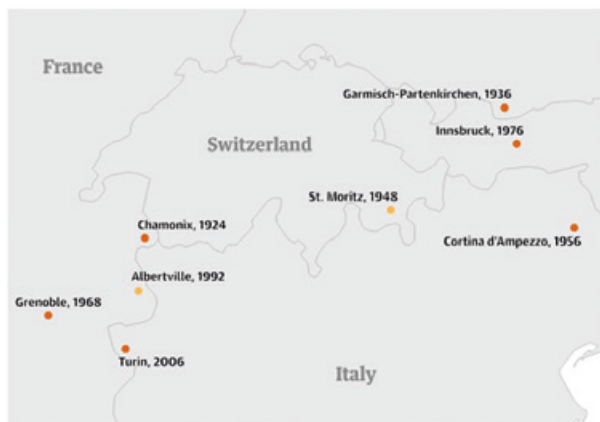 France
Garmisch-Partenkirchen, 1936
Innsbruck, 1976
Switzerland
St. Moritz, 1948
Chamonix, 1924
Cortina d'Ampezzo, 1956
Albertville, 1992
Grenoble, 1968
Turin, 2006
Italy